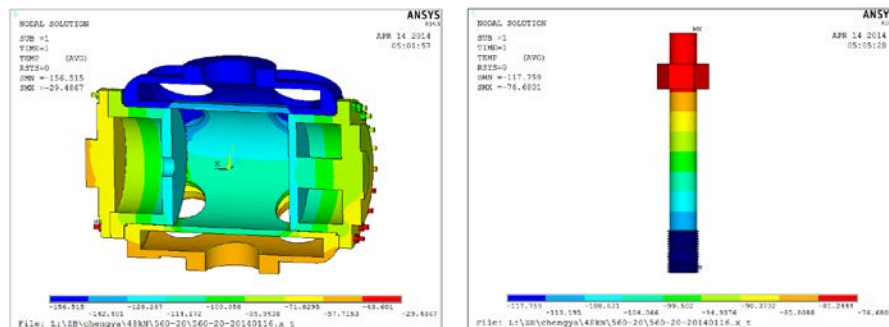 1
NODAL SOLUTION
SUB =1
TIME=1
TEMP (AVG)
RSYS=0
SMN =-156.515
SMX =-29.4867
ANSYS
APR 14 2014
05:01:57
X
-156.515
-128.287
-100.058
-71.8295
-43.601
-142.401
-114.172
-85.9438
-57.7153
-29.4867
File: L:\ZB\chengya\48kN\560-20\560-20-20140116.x_t
1
NODAL SOLUTION
SUB =1
TIME=1
TEMP (AVG)
RSYS=0
SMN =-117.759
SMX =-76.6801
ANSYS
APR 14 2014
05:05:28
MX
-117.759
-108.631
-99.502
-90.3732
-81.2444
-113.195
-104.066
-94.9376
-85.8088
File: L:\ZB\chengya\48kN\560-20\560-20-20140116.x_t